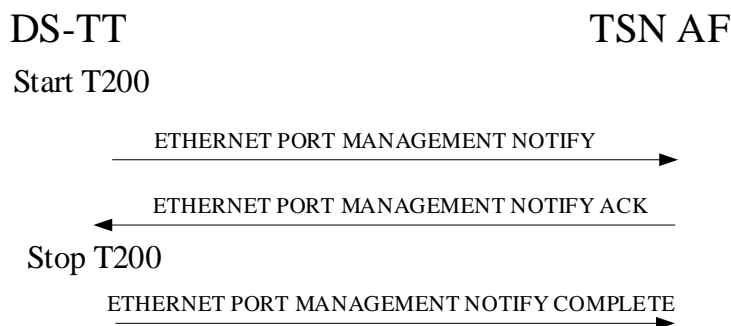 DS-TT TSN AF
Start T200
ETHERNET PORT MANAGEMENT NOTIFY
ETHERNET PORT MANAGEMENT NOTIFY ACK
Stop T200
ETHERNET PORT MANAGEMENT NOTIFY COMPLETE